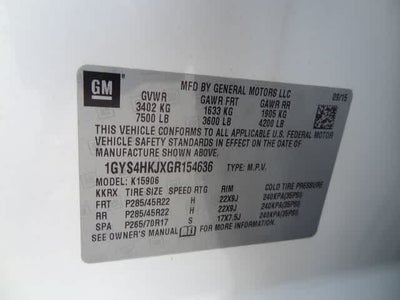 GM
MFD BY GENERAL MOTORS LLC
09/15
GVWR GAWR FRT GAWR RR
3402 KG 1633 KG 1905 KG
7500 LB 3600 LB 4200 LB
THIS VEHICLE CONFORMS TO ALL APPLICABLE U.S. FEDERAL MOTOR
VEHICLE SAFETY STANDARDS IN EFFECT ON THE DATE OF
MANUFACTURE SHOWN ABOVE.
1GYS4HKJXGR154636 TYPE: M.P.V.
MODEL: K15906
KKRX TIRE SIZE SPEED RTG RIM COLD TIRE PRESSURE
FRT P285/45R22 H 22X9J 240KPA(35PSI)
RR P285/45R22 H 22X9J 240KPA(35PSI)
SPA P265/70R17 S 17X7.5J 240KPA(35PSI)
SEE OWNER'S MANUAL FOR ADDITIONAL INFORMATION.